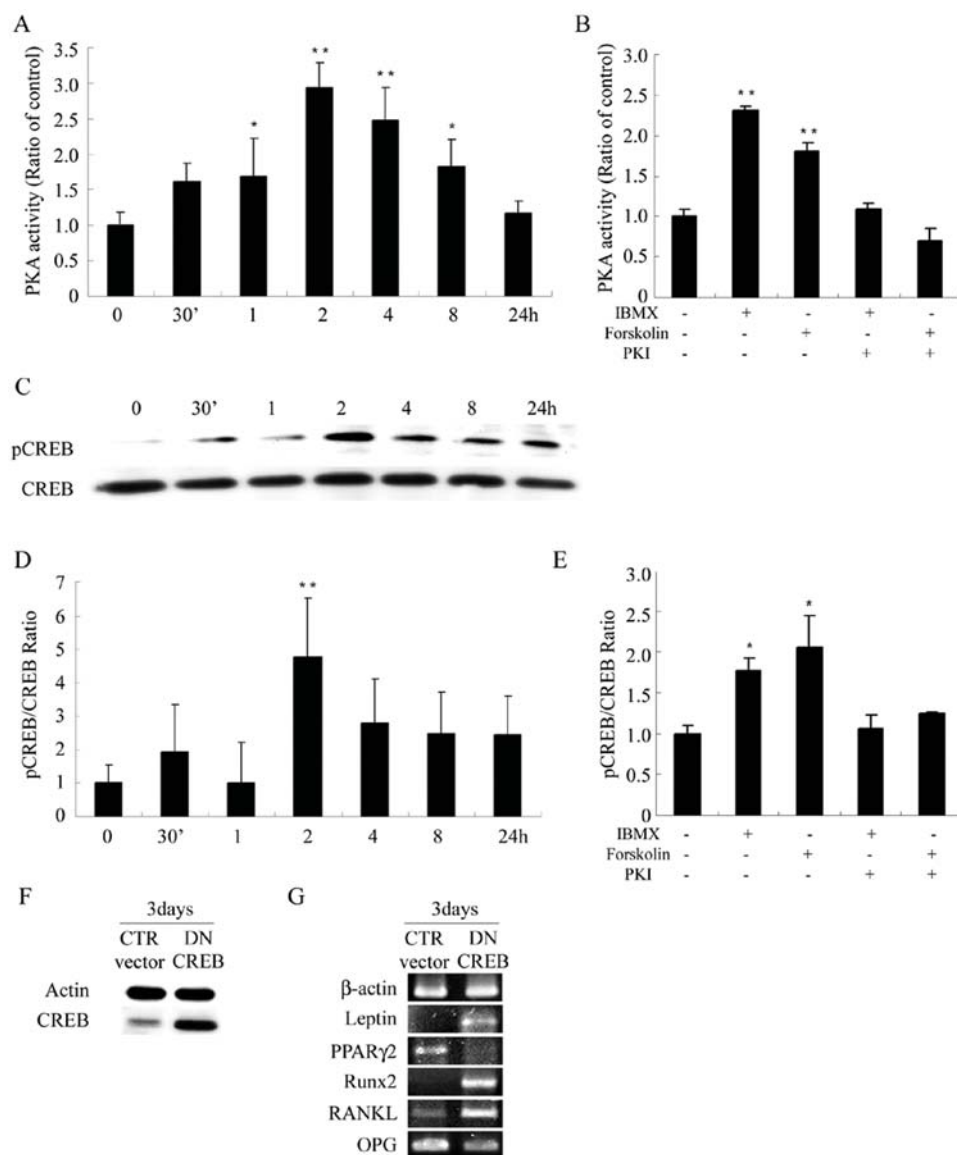 A
PKA activity (Ratio of control)
3.5
3.0
2.5
2.0
1.5
1.0
0.5
0
* ** ** *
0 30’ 1 2 4 8 24h
B
PKA activity (Ratio of control)
3.0
2.5
2.0
1.5
1.0
0.5
0
** **
IBMX - + - + -
Forskolin - - + - +
PKI - - - + +
C
0 30’ 1 2 4 8 24h
pCREB
CREB
D
pCREB/CREB Ratio
7
6
5
4
3
2
1
0
**
0 30’ 1 2 4 8 24h
E
pCREB/CREB Ratio
3.0
2.5
2.0
1.5
1.0
0.5
0
* *
IBMX - + - + -
Forskolin - - + - +
PKI - - - + +
F
3days
CTR DN
vector CREB
Actin
CREB
G
3days
CTR DN
vector CREB
β-actin
Leptin
PPARγ2
Runx2
RANKL
OPG